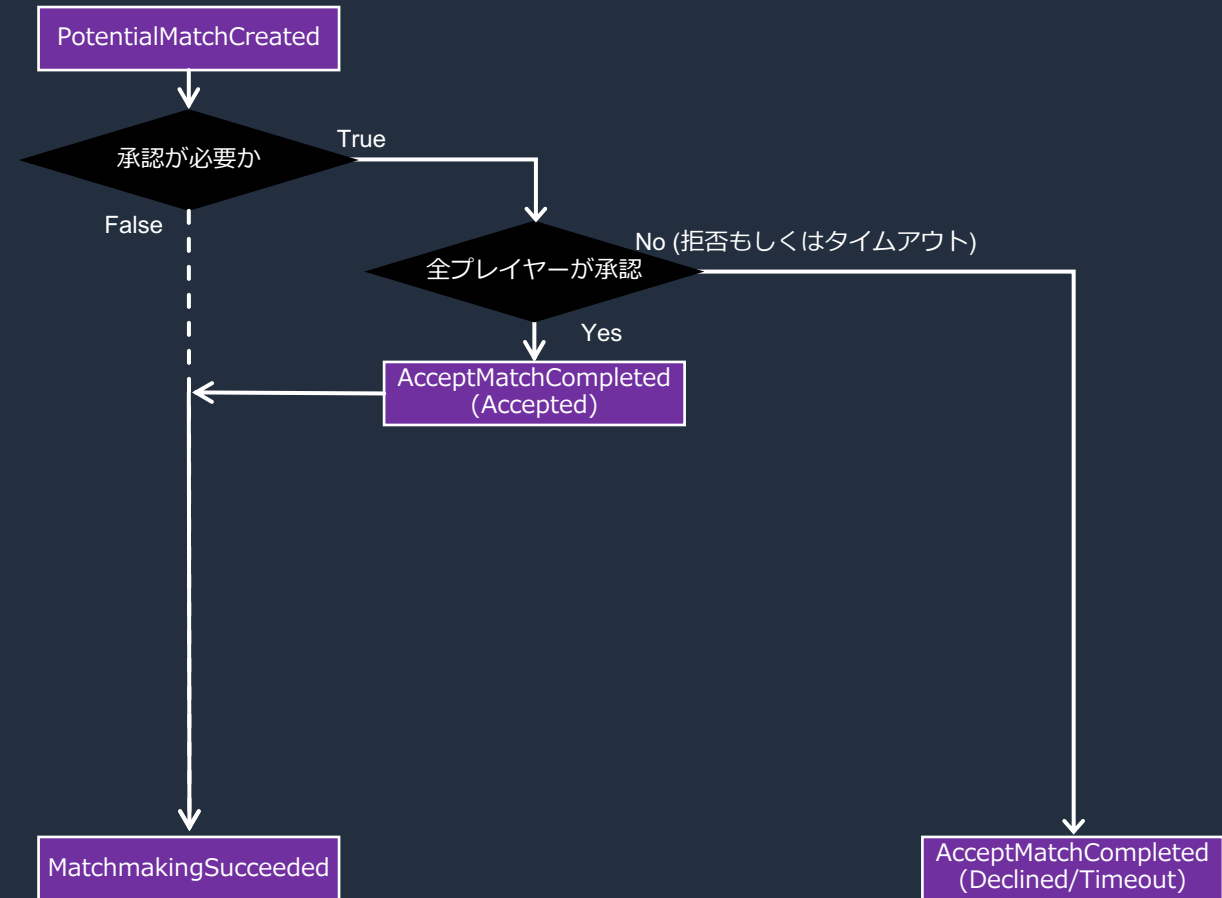 PotentialMatchCreated
承認が必要か
True
False
No (拒否もしくはタイムアウト)
全プレイヤーが承認
Yes
AcceptMatchCompleted
(Accepted)
MatchmakingSucceeded
AcceptMatchCompleted
(Declined/Timeout)